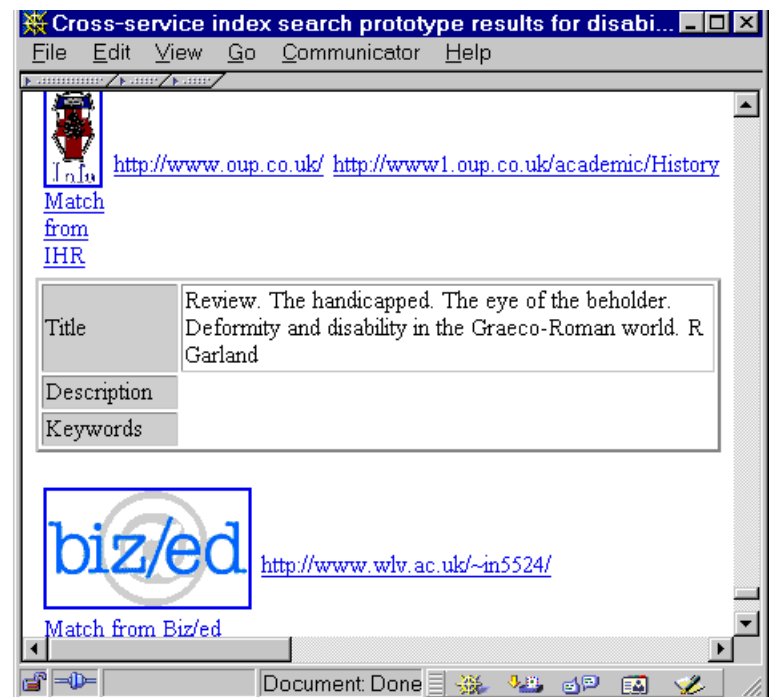 Cross-service index search prototype results for disabi...
File Edit View Go Communicator Help
Info http://www.oup.co.uk/ http://www1.oup.co.uk/academic/History
Match
from
IHR
Title
Review. The handicapped. The eye of the beholder.
Deformity and disability in the Graeco-Roman world. R
Garland
Description
Keywords
biz/ed http://www.wlv.ac.uk/~in5524/
Match from Biz/ed
Document: Done